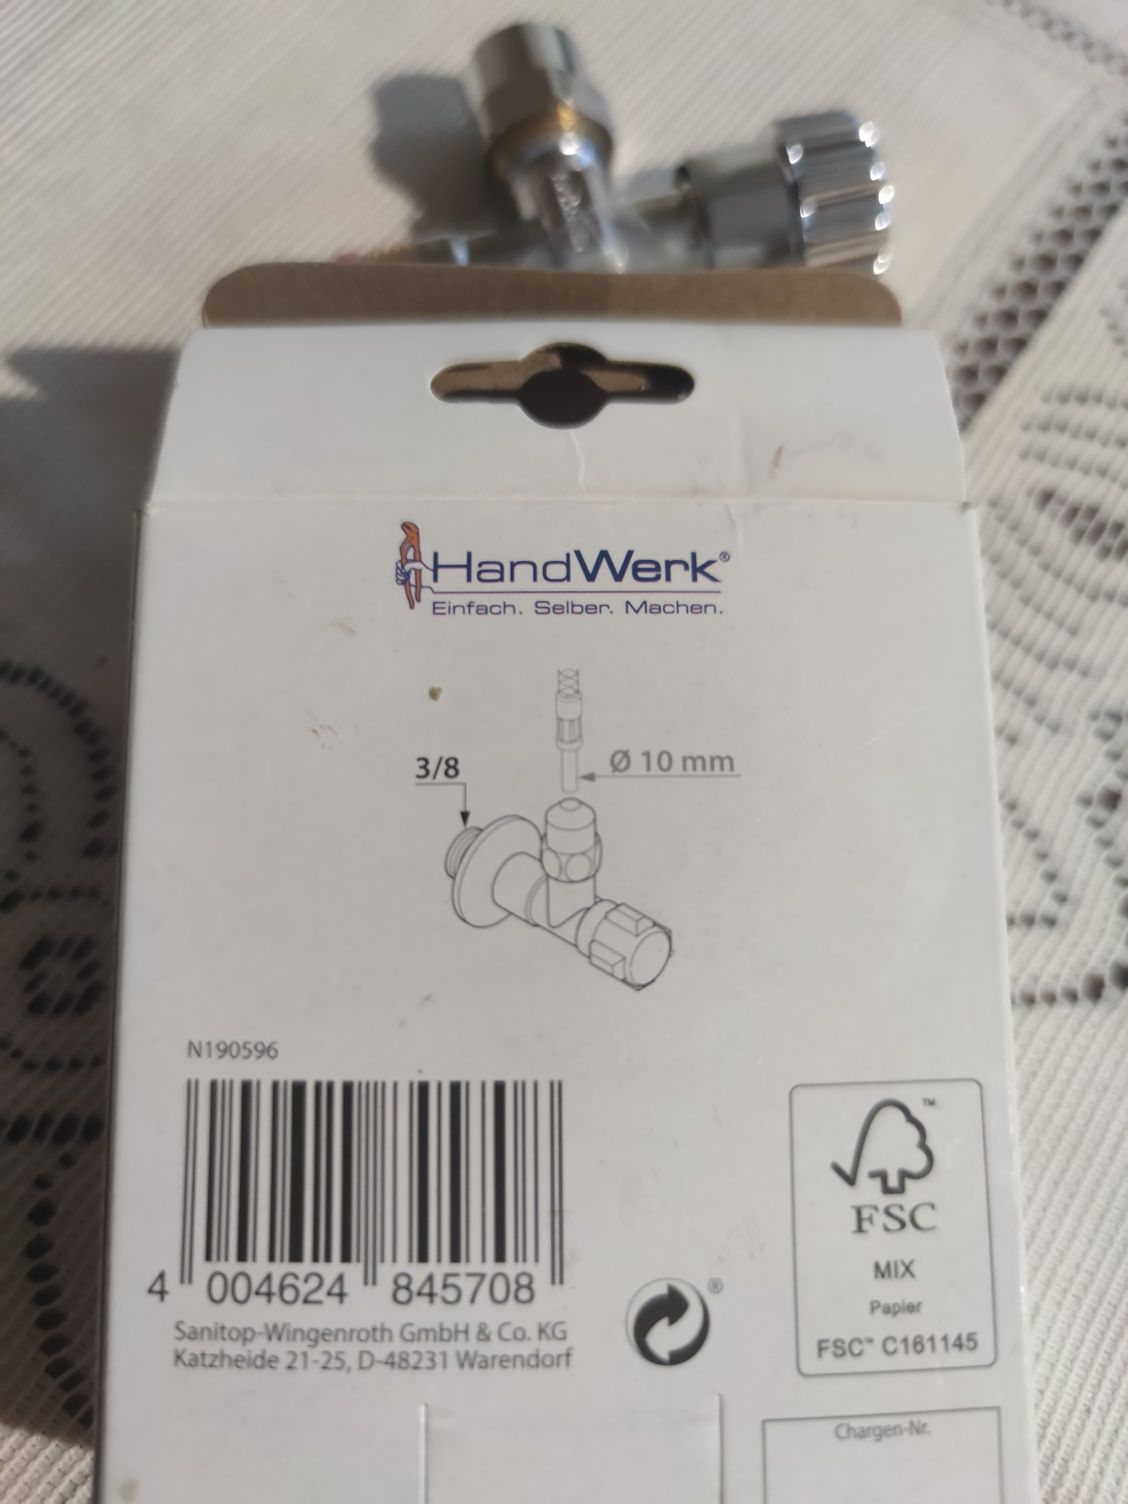 HandWerk®
Einfach. Selber. Machen.
3/8
Ø 10 mm
N190596
4 004624 845708
Sanitop-Wingenroth GmbH & Co. KG
Katzheide 21-25, D-48231 Warendorf
®
™
FSC
MIX
Papier
FSC™ C161145
Chargen-Nr.